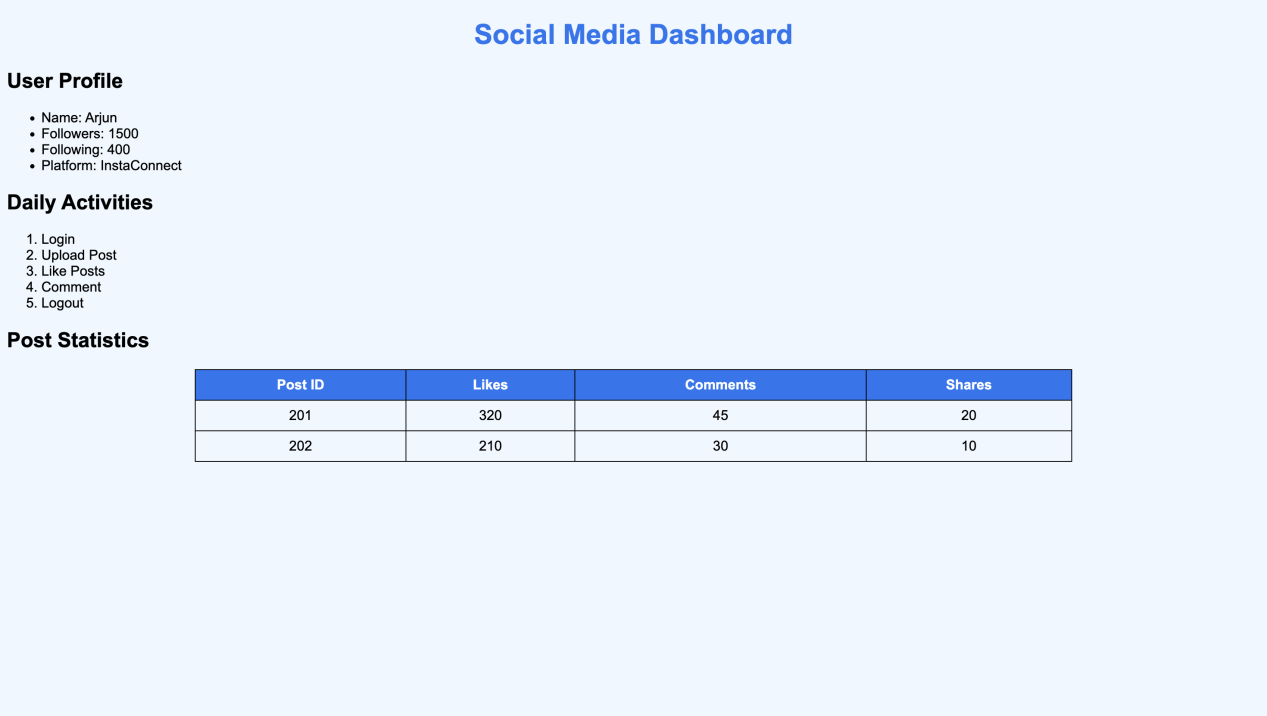 Social Media Dashboard
User Profile
• Name: Arjun
• Followers: 1500
• Following: 400
• Platform: InstaConnect
Daily Activities
1. Login
2. Upload Post
3. Like Posts
4. Comment
5. Logout
Post Statistics
Post ID Likes Comments Shares
201 320 45 20
202 210 30 10